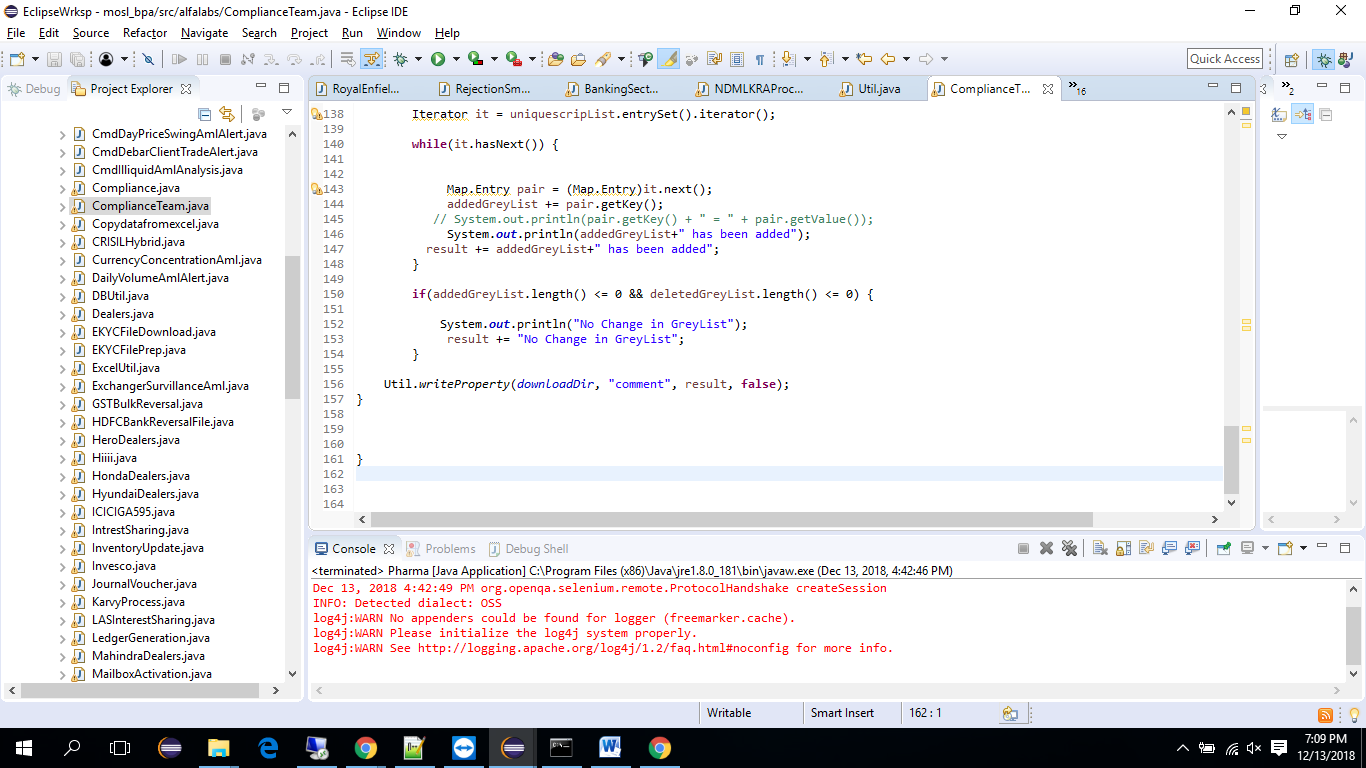 EclipseWrksp - mosl_bpa/src/alfalabs/ComplianceTeam.java - Eclipse IDE
File Edit Source Refactor Navigate Search Project Run Window Help
Quick Access
Debug Project Explorer
RoyalEnfiel... RejectionSm... BankingSect... NDMLKRAProc... Util.java ComplianceT... »16
»2
CmdDayPriceSwingAmlAlert.java
CmdDebarClientTradeAlert.java
CmdIlliquidAmlAnalysis.java
Compliance.java
ComplianceTeam.java
Copydatafromexcel.java
CRISILHybrid.java
CurrencyConcentrationAml.java
DailyVolumeAmlAlert.java
DBUtil.java
Dealers.java
EKYCFileDownload.java
EKYCFilePrep.java
ExcelUtil.java
ExchangerSurvillanceAml.java
GSTBulkReversal.java
HDFCBankReversalFile.java
HeroDealers.java
Hiiii.java
HondaDealers.java
HyundaiDealers.java
ICICIGA595.java
IntrestSharing.java
InventoryUpdate.java
Invesco.java
JournalVoucher.java
KarvyProcess.java
LASInterestSharing.java
LedgerGeneration.java
MahindraDealers.java
MailboxActivation.java
138 Iterator it = uniquescripList.entrySet().iterator();
139
140 while(it.hasNext()) {
141
142
143 Map.Entry pair = (Map.Entry)it.next();
144 addedGreyList += pair.getKey();
145 // System.out.println(pair.getKey() + " = " + pair.getValue());
146 System.out.println(addedGreyList+" has been added");
147 result += addedGreyList+" has been added";
148 }
149
150 if(addedGreyList.length() <= 0 && deletedGreyList.length() <= 0) {
151
152 System.out.println("No Change in GreyList");
153 result += "No Change in GreyList";
154 }
155
156 Util.writeProperty(downloadDir, "comment", result, false);
157 }
158
159
160
161 }
162
163
164
Console Problems Debug Shell
<terminated> Pharma [Java Application] C:\Program Files (x86)\Java\jre1.8.0_181\bin\javaw.exe (Dec 13, 2018, 4:42:46 PM)
Dec 13, 2018 4:42:49 PM org.openqa.selenium.remote.ProtocolHandshake createSession
INFO: Detected dialect: OSS
log4j:WARN No appenders could be found for logger (freemarker.cache).
log4j:WARN Please initialize the log4j system properly.
log4j:WARN See http://logging.apache.org/log4j/1.2/faq.html#noconfig for more info.
Writable Smart Insert 162 : 1
7:09 PM
12/13/2018